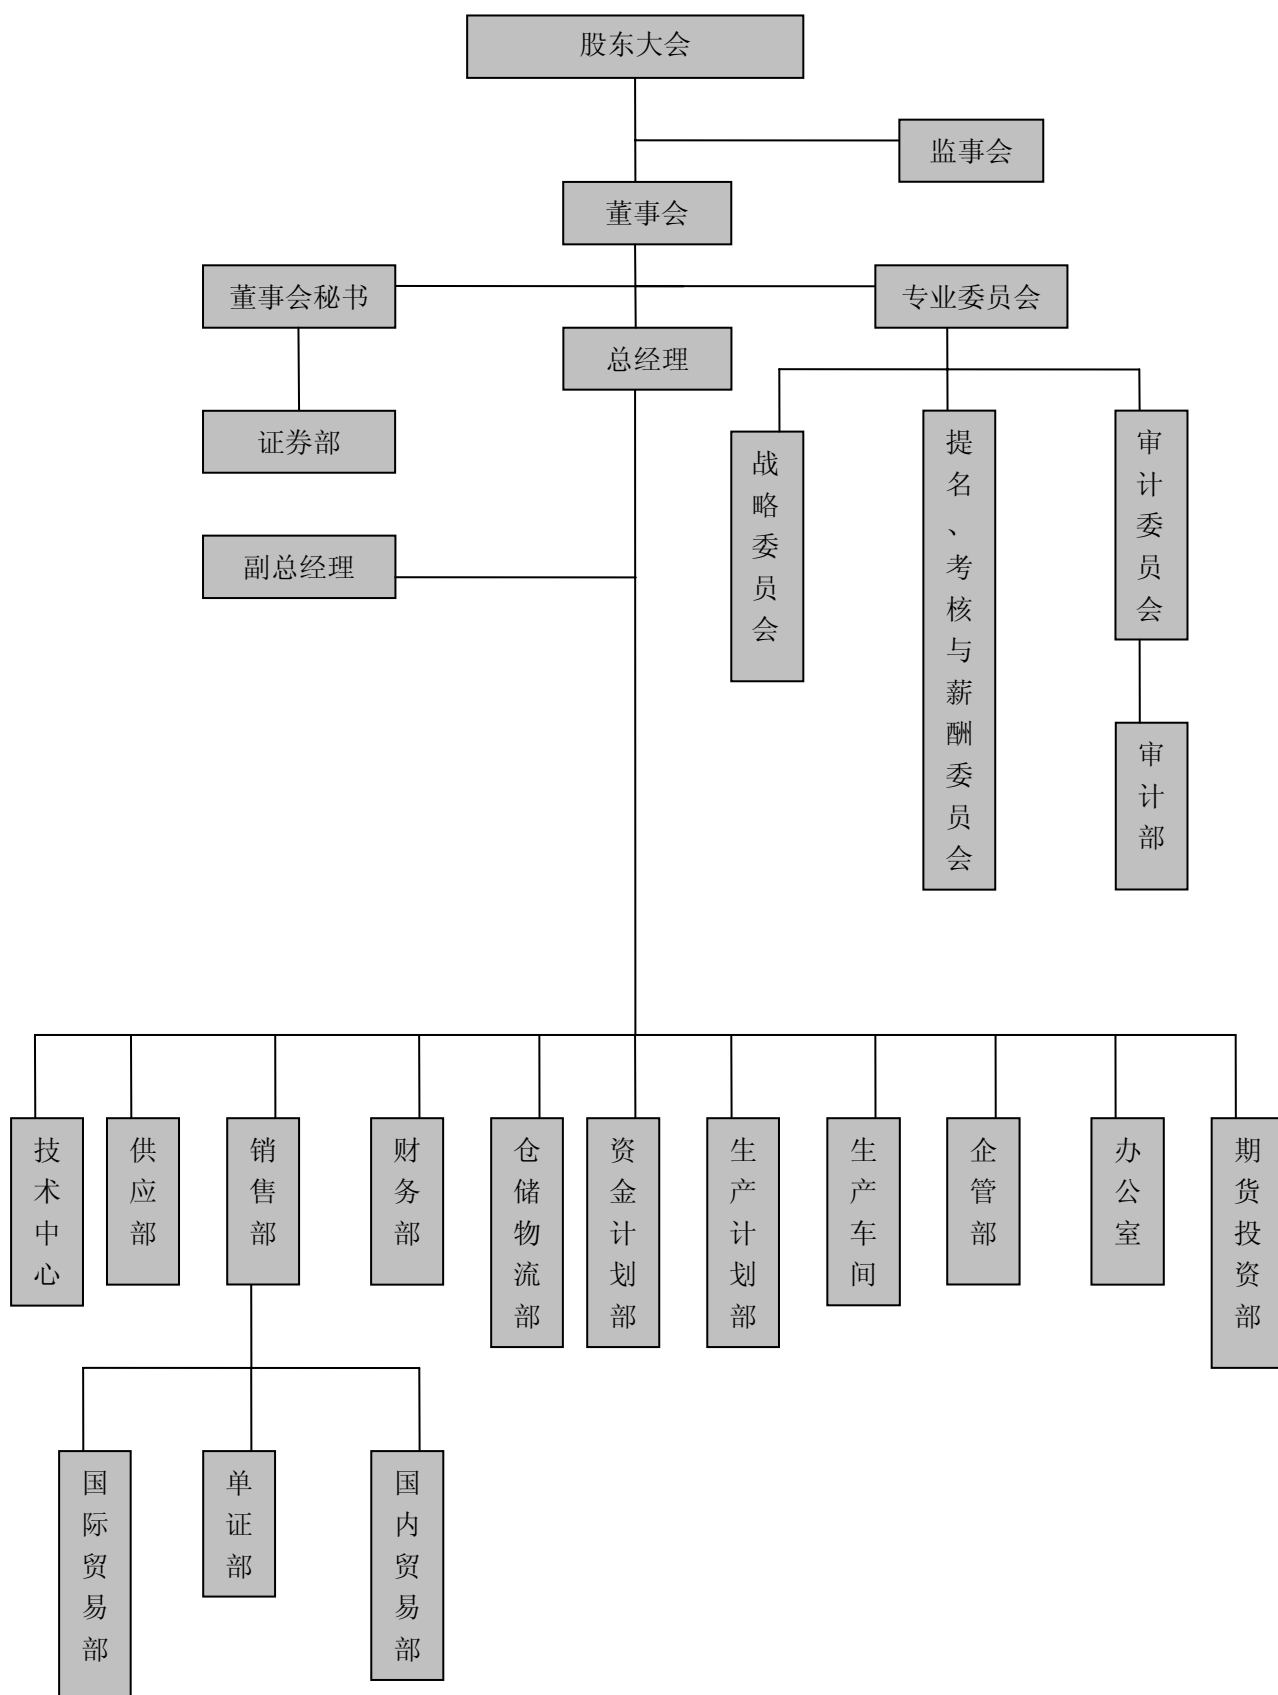 股东大会
监事会
董事会
董事会秘书
专业委员会
总经理
证券部
战略委员会
提名、考核与薪酬委员会
审计委员会
副总经理
审计部
技术中心
供应部
销售部
财务部
仓储物流部
资金计划部
生产计划部
生产车间
企管部
办公室
期货投资部
国际贸易部
单证部
国内贸易部